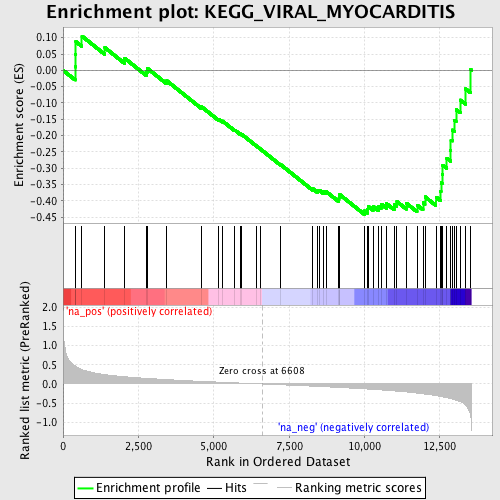 Enrichment plot: KEGG_VIRAL_MYOCARDITIS
Enrichment score (ES)
0.10
0.05
0.00
-0.05
-0.10
-0.15
-0.20
-0.25
-0.30
-0.35
-0.40
-0.45
'na_pos' (positively correlated)
Ranked list metric (PreRanked)
2.0
1.5
1.0
0.5
0.0
-0.5
-1.0
Zero cross at 6608
'na_neg' (negatively correlated)
0
2,500
5,000
7,500
10,000
12,500
Rank in Ordered Dataset
Enrichment profile
Hits
Ranking metric scores